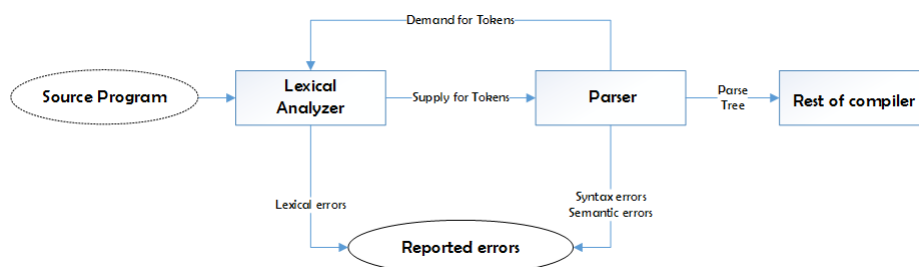 Demand for Tokens
Source Program
Lexical
Analyzer
Supply for Tokens
Parser
Parse
Tree
Rest of compiler
Lexical errors
Syntax errors
Semantic errors
Reported errors